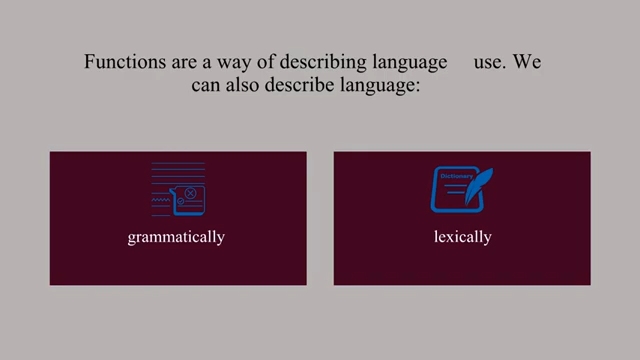 Functions are a way of describing language use. We
can also describe language:
Dictionary
grammatically
lexically